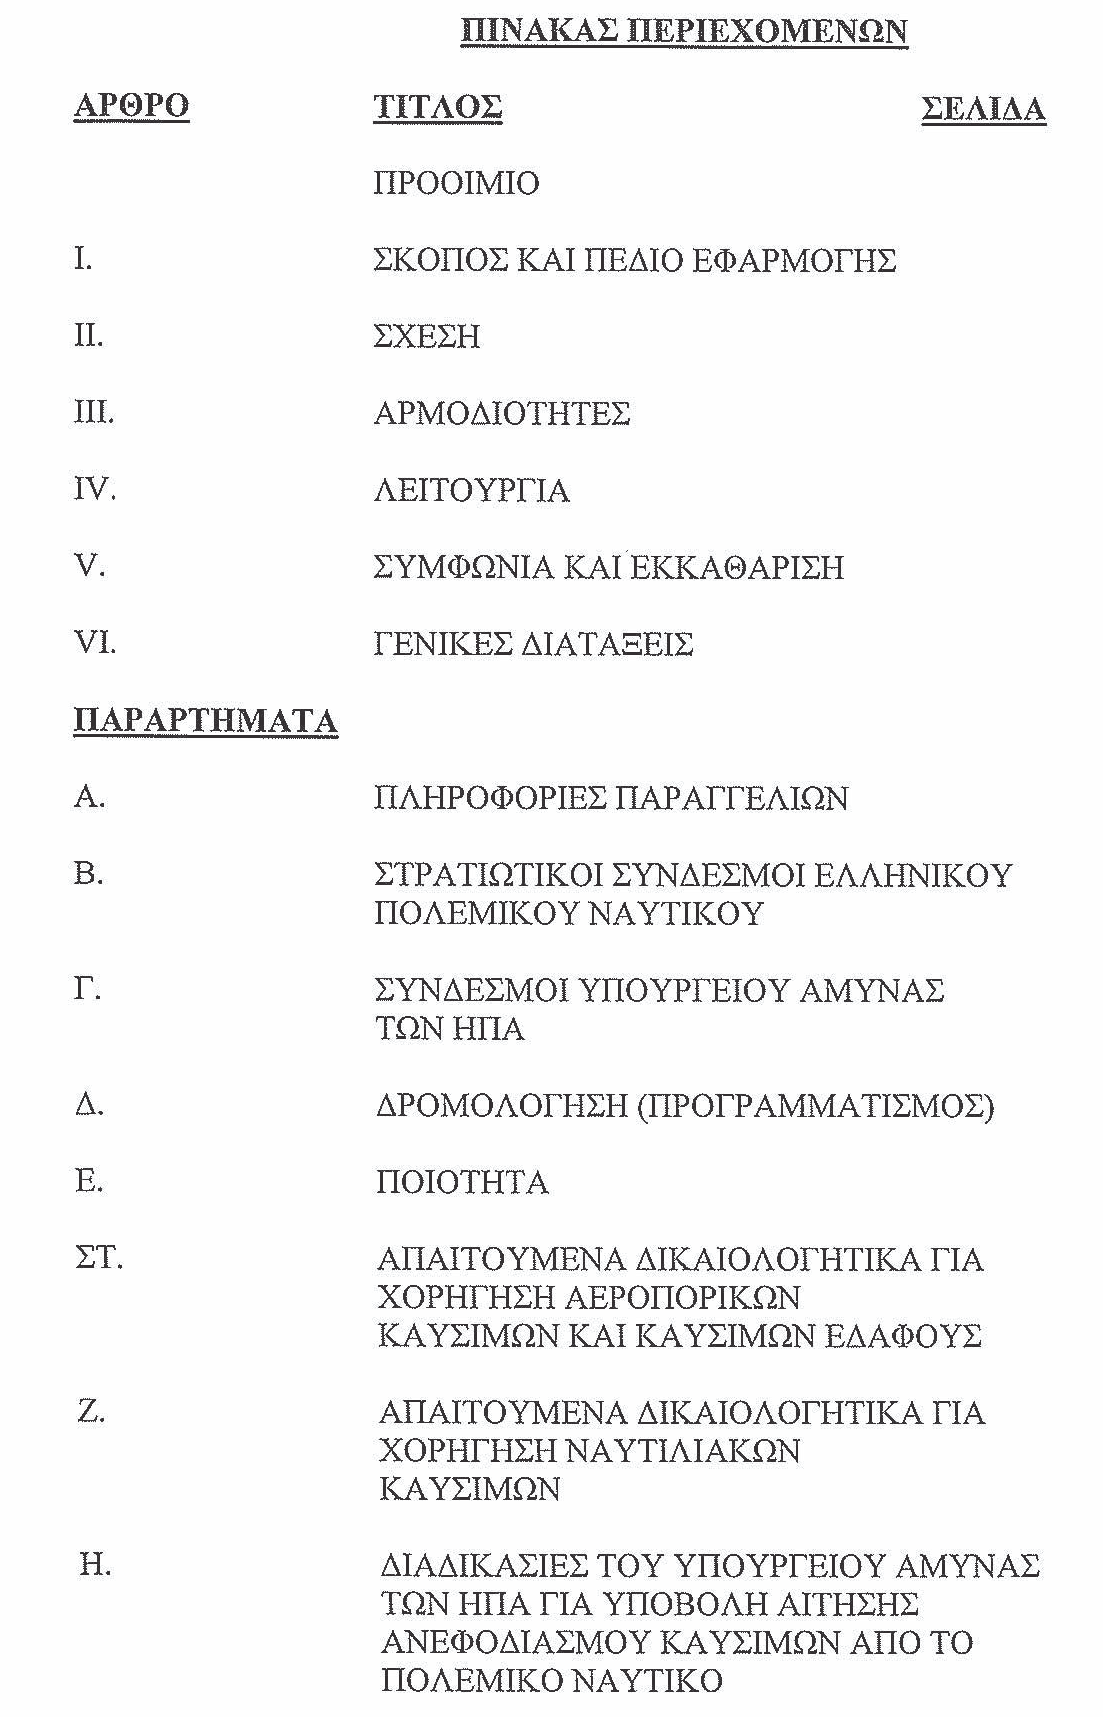 ΠΙΝΑΚΑΣ ΠΕΡΙΕΧΟΜΕΝΩΝ
ΑΡΘΡΟ ΤΙΤΛΟΣ ΣΕΛΙΔΑ
ΠΡΟΟΙΜΙΟ
Ι. ΣΚΟΠΟΣ ΚΑΙ ΠΕΔΙΟ ΕΦΑΡΜΟΓΗΣ
ΙΙ. ΣΧΕΣΗ
ΙΙΙ. ΑΡΜΟΔΙΟΤΗΤΕΣ
IV. ΛΕΙΤΟΥΡΓΙΑ
V. ΣΥΜΦΩΝΙΑ ΚΑΙ ΕΚΚΑΘΑΡΙΣΗ
VI. ΓΕΝΙΚΕΣ ΔΙΑΤΑΞΕΙΣ
ΠΑΡΑΡΤΗΜΑΤΑ
Α. ΠΛΗΡΟΦΟΡΙΕΣ ΠΑΡΑΓΓΕΛΙΩΝ
Β. ΣΤΡΑΤΙΩΤΙΚΟΙ ΣΥΝΔΕΣΜΟΙ ΕΛΛΗΝΙΚΟΥ
ΠΟΛΕΜΙΚΟΥ ΝΑΥΤΙΚΟΥ
Γ. ΣΥΝΔΕΣΜΟΙ ΥΠΟΥΡΓΕΙΟΥ ΑΜΥΝΑΣ
ΤΩΝ ΗΠΑ
Δ. ΔΡΟΜΟΛΟΓΗΣΗ (ΠΡΟΓΡΑΜΜΑΤΙΣΜΟΣ)
Ε. ΠΟΙΟΤΗΤΑ
ΣΤ. ΑΠΑΙΤΟΥΜΕΝΑ ΔΙΚΑΙΟΛΟΓΗΤΙΚΑ ΓΙΑ
ΧΟΡΗΓΗΣΗ ΑΕΡΟΠΟΡΙΚΩΝ
ΚΑΥΣΙΜΩΝ ΚΑΙ ΚΑΥΣΙΜΩΝ ΕΔΑΦΟΥΣ
Ζ. ΑΠΑΙΤΟΥΜΕΝΑ ΔΙΚΑΙΟΛΟΓΗΤΙΚΑ ΓΙΑ
ΧΟΡΗΓΗΣΗ ΝΑΥΤΙΛΙΑΚΩΝ
ΚΑΥΣΙΜΩΝ
Η. ΔΙΑΔΙΚΑΣΙΕΣ ΤΟΥ ΥΠΟΥΡΓΕΙΟΥ ΑΜΥΝΑΣ
ΤΩΝ ΗΠΑ ΓΙΑ ΥΠΟΒΟΛΗ ΑΙΤΗΣΗΣ
ΑΝΕΦΟΔΙΑΣΜΟΥ ΚΑΥΣΙΜΩΝ ΑΠΟ ΤΟ
ΠΟΛΕΜΙΚΟ ΝΑΥΤΙΚΟ